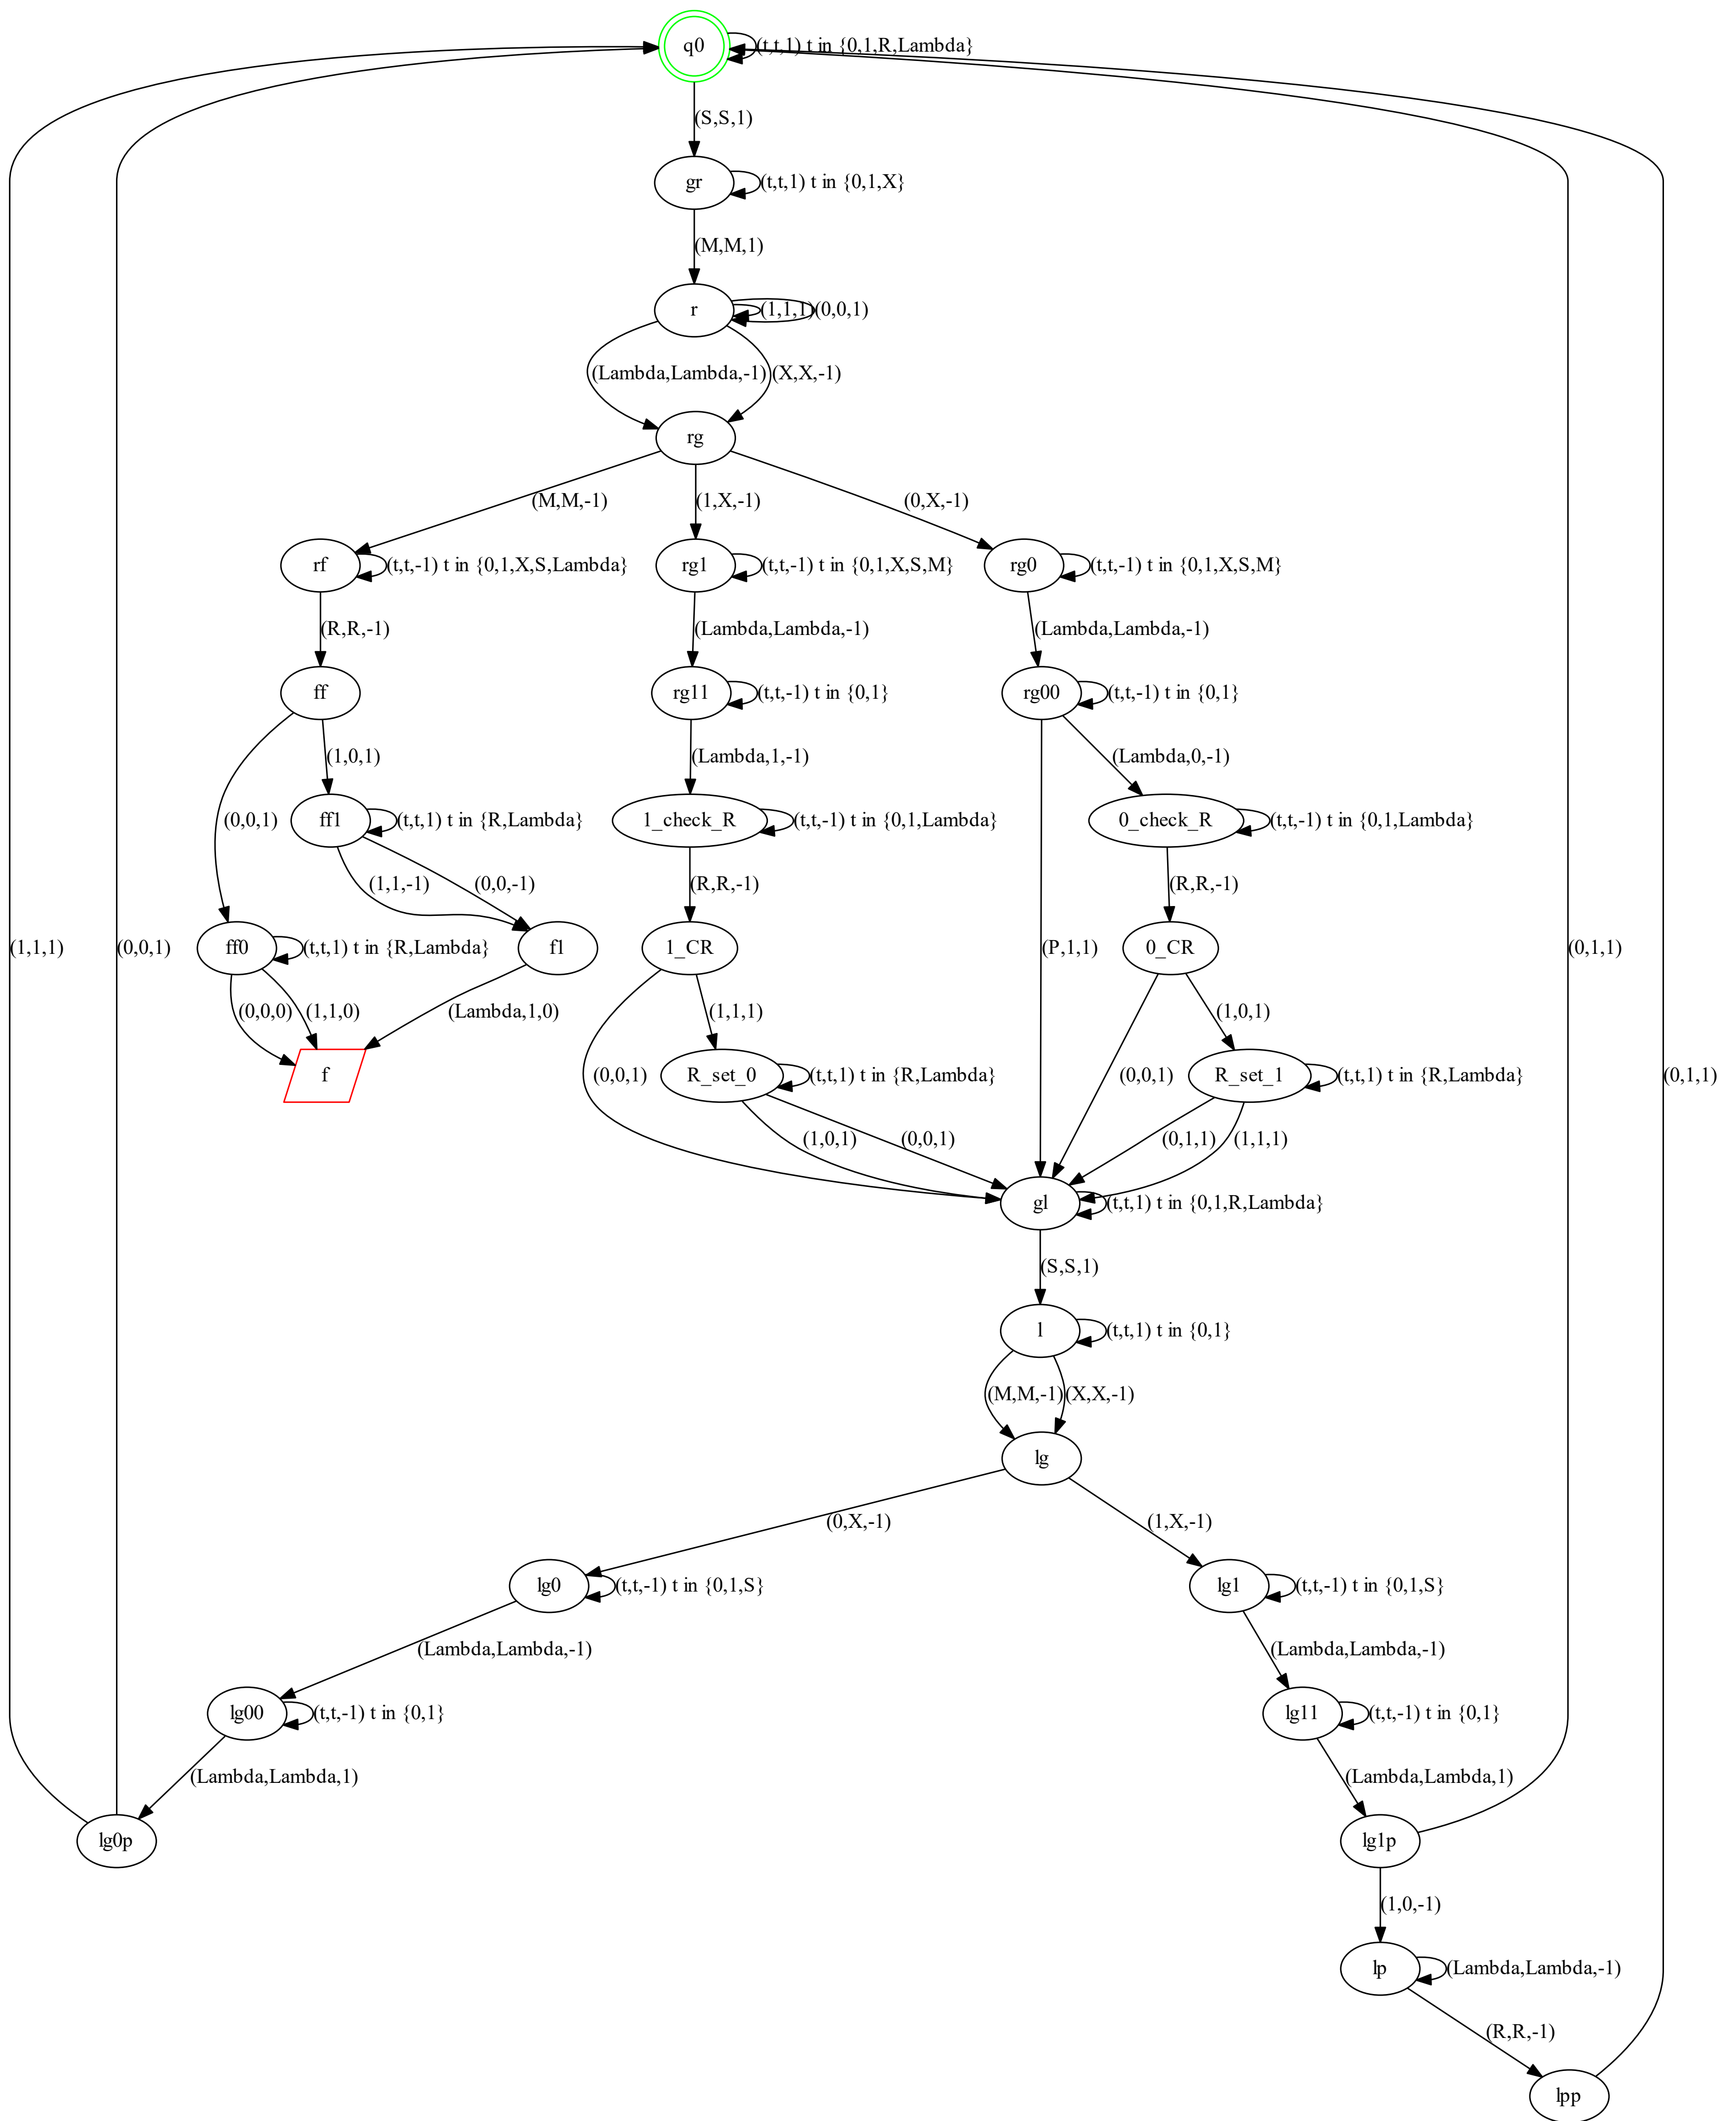 q0
(t,t,1) t in {0,1,R,Lambda}
(S,S,1)
gr
(t,t,1) t in {0,1,X}
(M,M,1)
r
(1,1,1)
(0,0,1)
(Lambda,Lambda,-1)
(X,X,-1)
rg
(M,M,-1)
(1,X,-1)
(0,X,-1)
rf
(t,t,-1) t in {0,1,X,S,Lambda}
rg1
(t,t,-1) t in {0,1,X,S,M}
rg0
(t,t,-1) t in {0,1,X,S,M}
(R,R,-1)
(Lambda,Lambda,-1)
(Lambda,Lambda,-1)
ff
rg11
(t,t,-1) t in {0,1}
rg00
(t,t,-1) t in {0,1}
(1,0,1)
(Lambda,1,-1)
(Lambda,0,-1)
(0,0,1)
ff1
(t,t,1) t in {R,Lambda}
1_check_R
(t,t,-1) t in {0,1,Lambda}
0_check_R
(t,t,-1) t in {0,1,Lambda}
(1,1,-1)
(0,0,-1)
(R,R,-1)
(R,R,-1)
(1,1,1)
(0,0,1)
ff0
(t,t,1) t in {R,Lambda}
f1
1_CR
(P,1,1)
0_CR
(0,1,1)
(0,1,1)
(0,0,0)
(1,1,0)
(Lambda,1,0)
(1,1,1)
(1,0,1)
f
(0,0,1)
R_set_0
(t,t,1) t in {R,Lambda}
(0,0,1)
R_set_1
(t,t,1) t in {R,Lambda}
(1,0,1)
(0,0,1)
(0,1,1)
(1,1,1)
gl
(t,t,1) t in {0,1,R,Lambda}
(S,S,1)
l
(t,t,1) t in {0,1}
(M,M,-1)
(X,X,-1)
lg
(0,X,-1)
(1,X,-1)
lg0
(t,t,-1) t in {0,1,S}
lg1
(t,t,-1) t in {0,1,S}
(Lambda,Lambda,-1)
(Lambda,Lambda,-1)
lg00
(t,t,-1) t in {0,1}
lg11
(t,t,-1) t in {0,1}
(Lambda,Lambda,1)
(Lambda,Lambda,1)
lg0p
lg1p
(1,0,-1)
lp
(Lambda,Lambda,-1)
(R,R,-1)
lpp